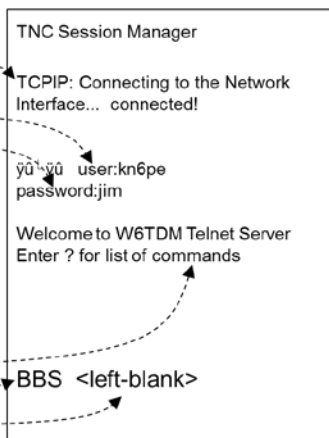 TNC Session Manager
TCPIP: Connecting to the Network
Interface... connected!
ÿû ÿû user:kn6pe
password:jim
Welcome to W6TDM Telnet Server
Enter ? for list of commands
BBS <left-blank>